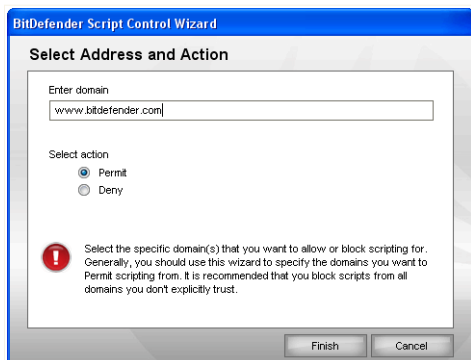 BitDefender Script Control Wizard
Select Address and Action
Enter domain
www.bitdefender.com
Select action
Permit
Deny
Select the specific domain(s) that you want to allow or block scripting for.
Generally, you should use this wizard to specify the domains you want to
Permit scripting from. It is recommended that you block scripts from all
domains you don't explicitly trust.
Finish
Cancel